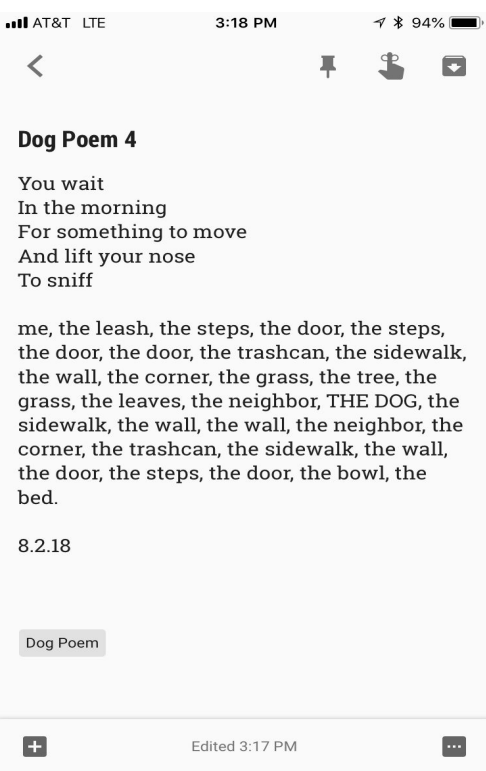 AT&T LTE 3:18 PM 94%
Dog Poem 4
You wait
In the morning
For something to move
And lift your nose
To sniff
me, the leash, the steps, the door, the steps,
the door, the door, the trashcan, the sidewalk,
the wall, the corner, the grass, the tree, the
grass, the leaves, the neighbor, THE DOG, the
sidewalk, the wall, the wall, the neighbor, the
corner, the trashcan, the sidewalk, the wall,
the door, the steps, the door, the bowl, the
bed.
8.2.18
Dog Poem
Edited 3:17 PM